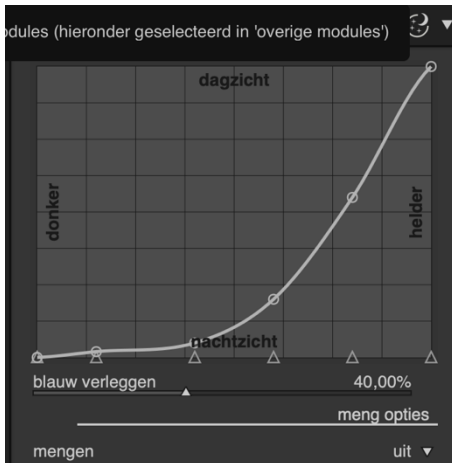 odules (hieronder geselecteerd in 'overige modules')
dagzicht
donker
helder
nachtzicht
blauw verleggen 40,00%
meng opties
mengen uit